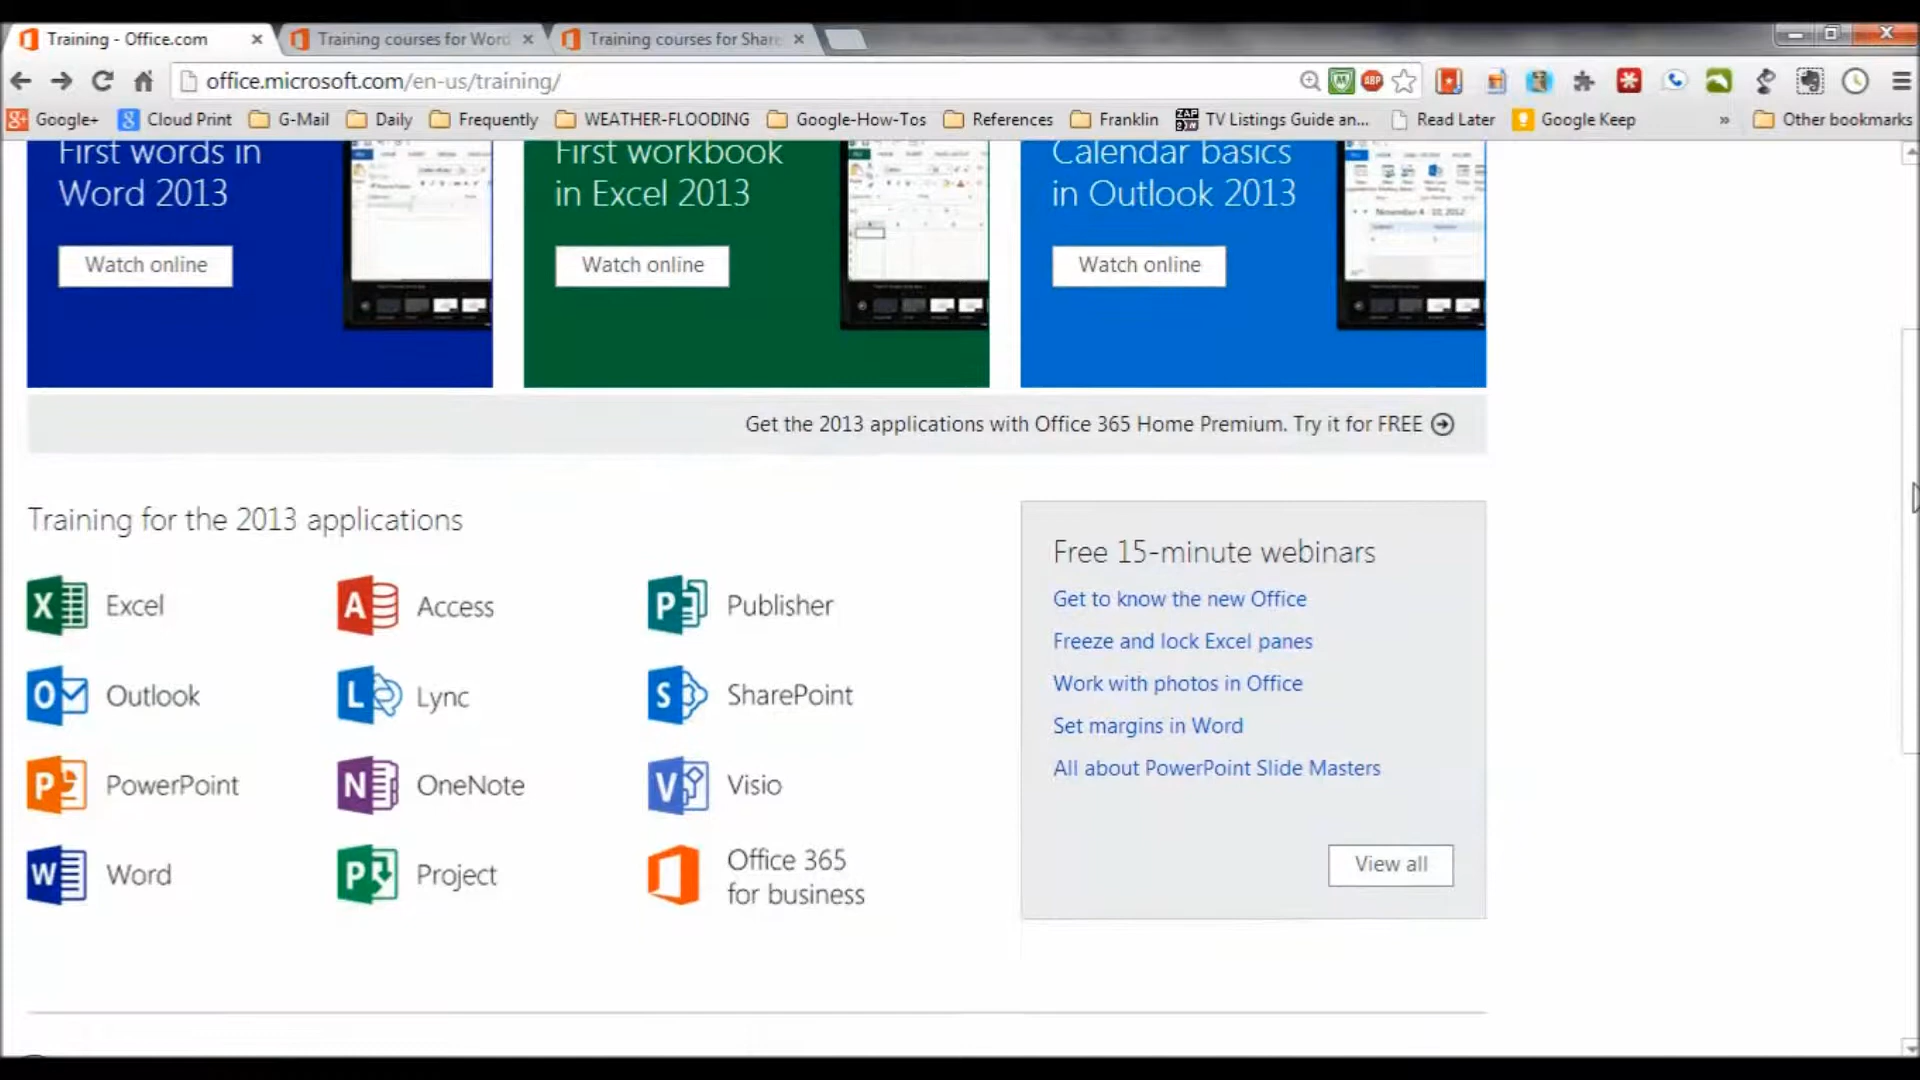 Training - Office.com
Training courses for Word
Training courses for Share
office.microsoft.com/en-us/training/
Google+
Cloud Print
G-Mail
Daily
Frequently
WEATHER-FLOODING
Google-How-Tos
References
Franklin
TV Listings Guide an...
Read Later
Google Keep
»
Other bookmarks
First words in
Word 2013
Watch online
First workbook
in Excel 2013
Watch online
Calendar basics
in Outlook 2013
Watch online
Get the 2013 applications with Office 365 Home Premium. Try it for FREE
Training for the 2013 applications
Excel
Access
Publisher
Outlook
Lync
SharePoint
PowerPoint
OneNote
Visio
Word
Project
Office 365
for business
Free 15-minute webinars
Get to know the new Office
Freeze and lock Excel panes
Work with photos in Office
Set margins in Word
All about PowerPoint Slide Masters
View all